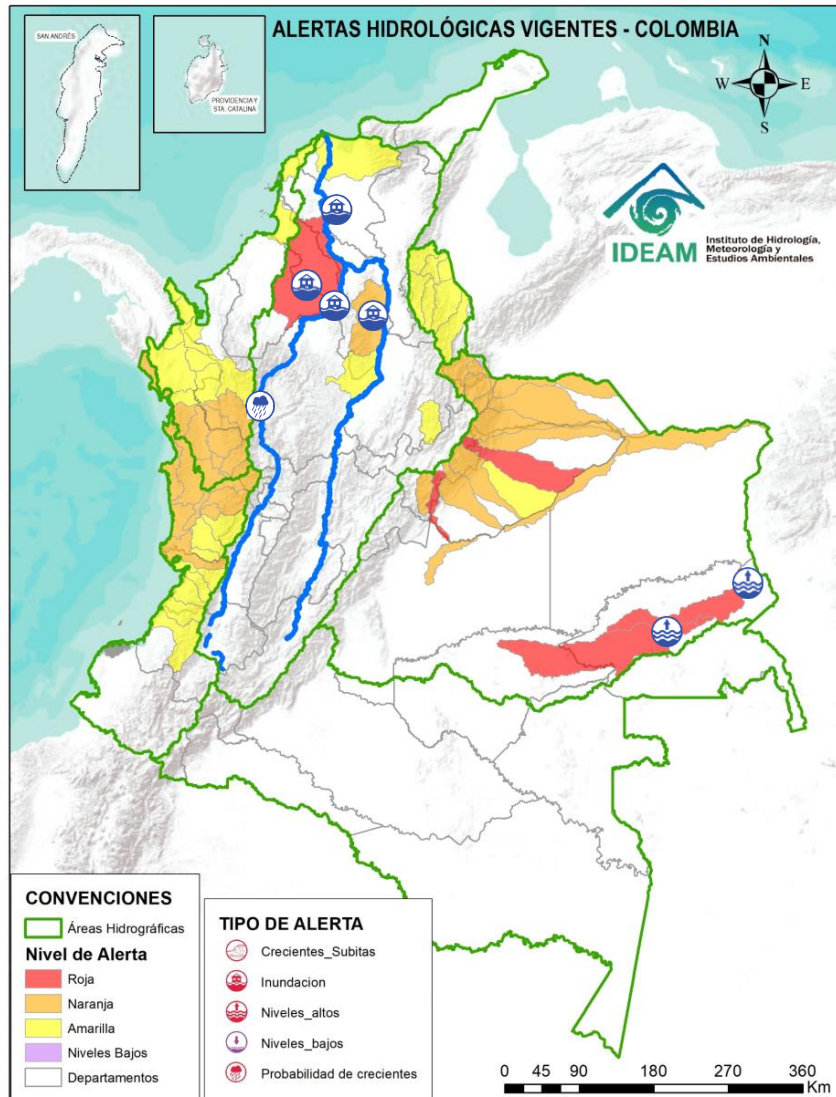 ALERTAS HIDROLÓGICAS VIGENTES - COLOMBIA
SAN ANDRÉS
PROVIDENCIA Y
STA. CATALINA
N
W
E
S
IDEAM
Instituto de Hidrología,
Meteorología y
Estudios Ambientales
CONVENCIONES
Áreas Hidrográficas
Nivel de Alerta
Roja
Naranja
Amarilla
Niveles Bajos
Departamentos
TIPO DE ALERTA
Crecientes_Subitas
Inundacion
Niveles_altos
Niveles_bajos
Probabilidad de crecientes
0 45 90 180 270 360
Km